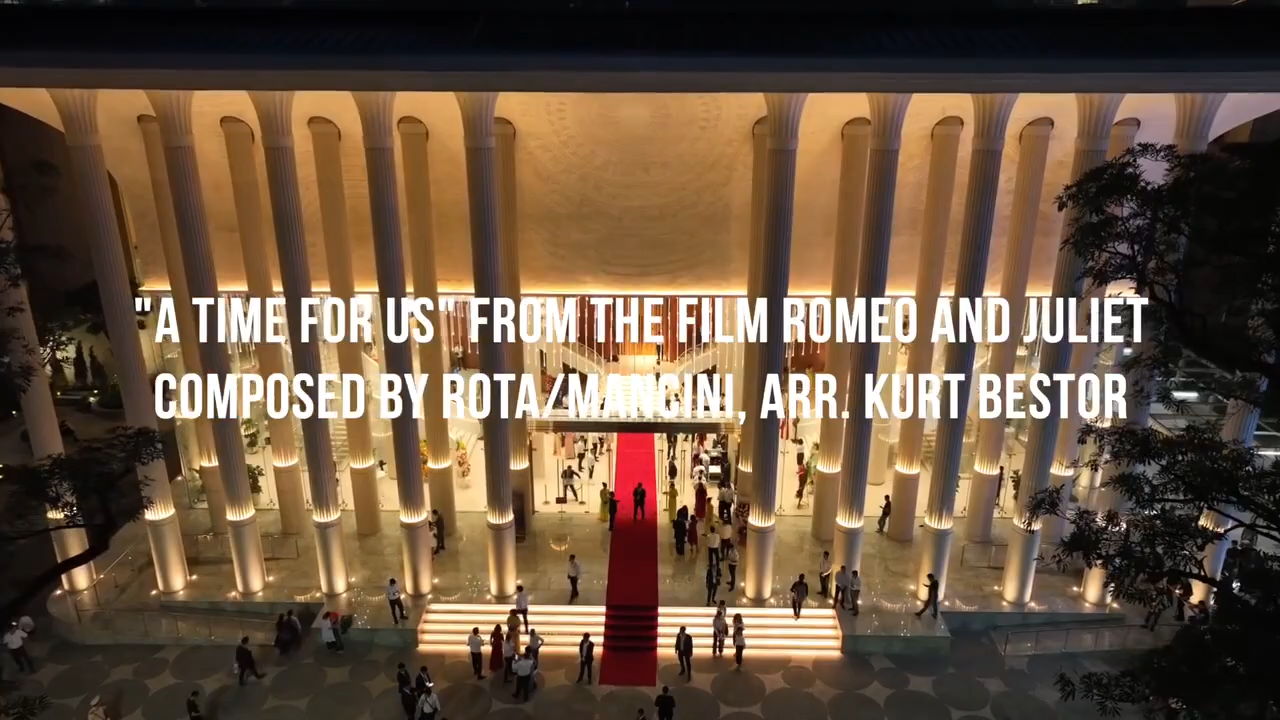 "A TIME FOR US" FROM THE FILM ROMEO AND JULIET
COMPOSED BY ROTA/MANCINI, ARR. KURT BESTOR